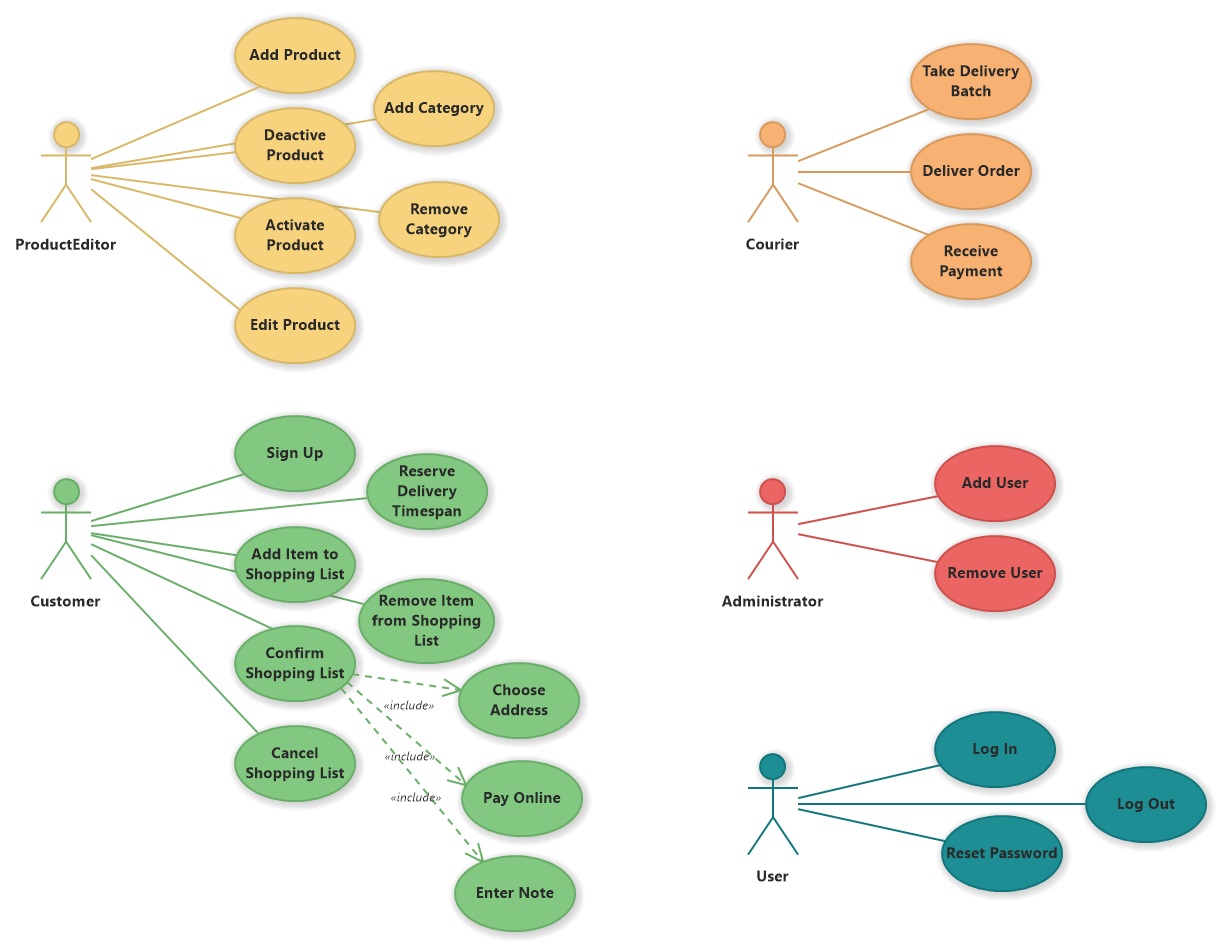 Add Product
Add Category
Deactive
Product
Remove
Category
Activate
Product
Edit Product
ProductEditor
Take Delivery
Batch
Deliver Order
Receive
Payment
Courier
Sign Up
Reserve
Delivery
Timespan
Add Item to
Shopping List
Remove Item
from Shopping
List
Confirm
Shopping List
Cancel
Shopping List
Customer
«include»
Choose
Address
«include»
Pay Online
«include»
Enter Note
Add User
Remove User
Administrator
Log In
Log Out
Reset Password
User